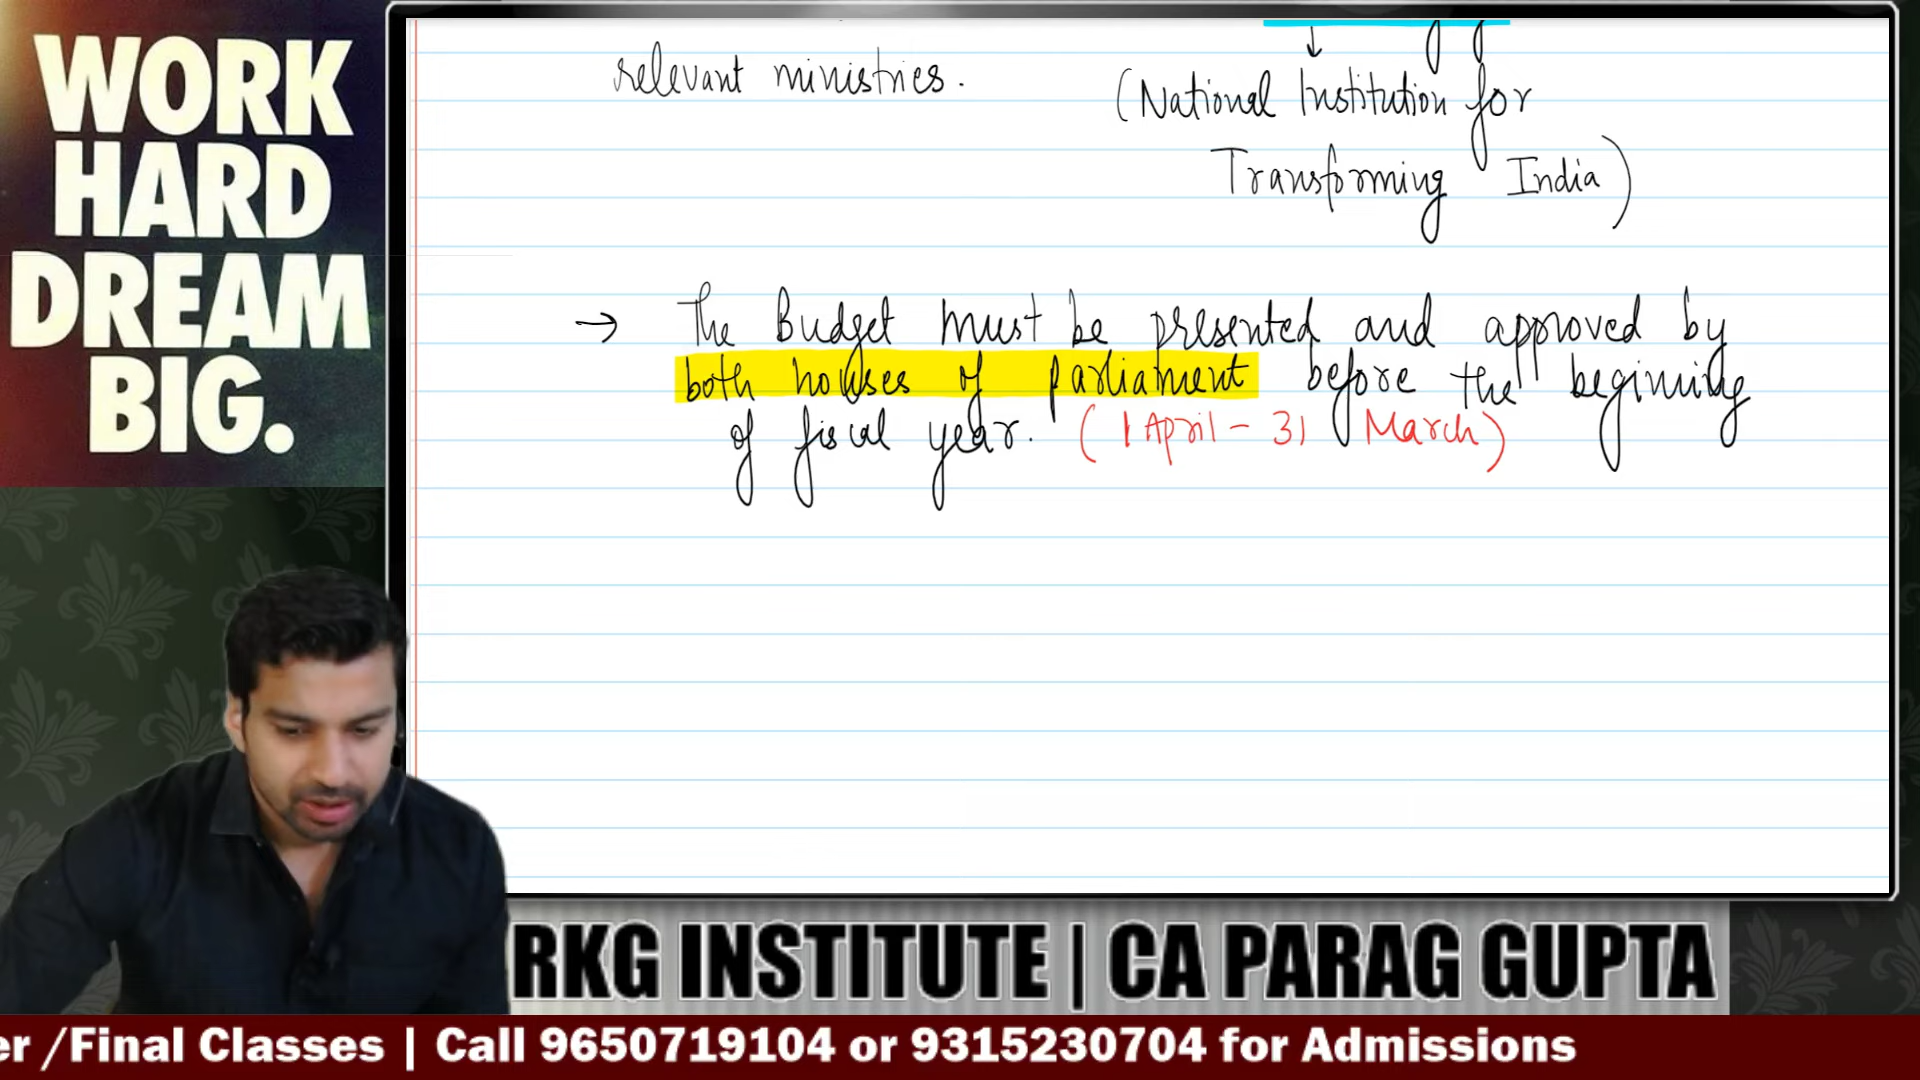 WORK
HARD
DREAM
BIG.
relevant ministries.
(National Institution for
Transforming India)
→ The Budget must be presented and approved by
both houses of parliament before the beginning
of fiscal year. (1 April - 31 March)
RKG INSTITUTE | CA PARAG GUPTA
er /Final Classes | Call 9650719104 or 9315230704 for Admissions